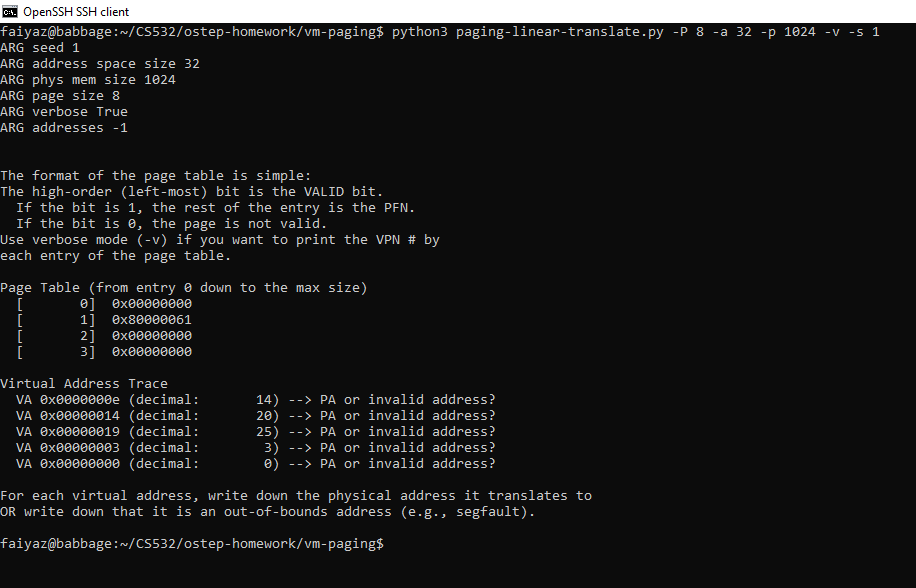 OpenSSH SSH client
faiyaz@babbage:~/CS532/ostep-homework/vm-paging$ python3 paging-linear-translate.py -P 8 -a 32 -p 1024 -v -s 1
ARG seed 1
ARG address space size 32
ARG phys mem size 1024
ARG page size 8
ARG verbose True
ARG addresses -1
The format of the page table is simple:
The high-order (left-most) bit is the VALID bit.
  If the bit is 1, the rest of the entry is the PFN.
  If the bit is 0, the page is not valid.
Use verbose mode (-v) if you want to print the VPN # by
each entry of the page table.
Page Table (from entry 0 down to the max size)
  [       0]  0x00000000
  [       1]  0x80000061
  [       2]  0x00000000
  [       3]  0x00000000
Virtual Address Trace
  VA 0x0000000e (decimal:       14) --> PA or invalid address?
  VA 0x00000014 (decimal:       20) --> PA or invalid address?
  VA 0x00000019 (decimal:       25) --> PA or invalid address?
  VA 0x00000003 (decimal:        3) --> PA or invalid address?
  VA 0x00000000 (decimal:        0) --> PA or invalid address?
For each virtual address, write down the physical address it translates to
OR write down that it is an out-of-bounds address (e.g., segfault).
faiyaz@babbage:~/CS532/ostep-homework/vm-paging$